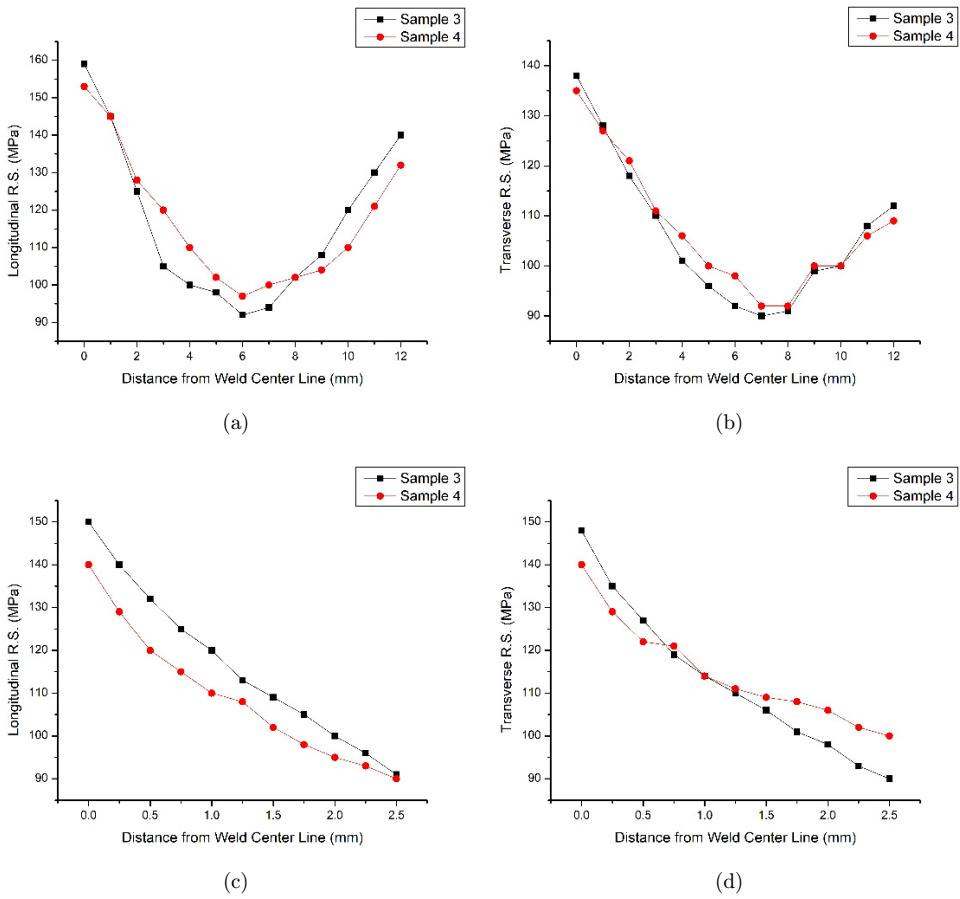 Sample 3
Sample 4
160
150
140
130
120
110
100
90
Longitudinal R.S. (MPa)
0 2 4 6 8 10 12
Distance from Weld Center Line (mm)
(a)
Sample 3
Sample 4
140
130
120
110
100
90
Transverse R.S. (MPa)
0 2 4 6 8 10 12
Distance from Weld Center Line (mm)
(b)
Sample 3
Sample 4
150
140
130
120
110
100
90
Longitudinal R.S. (MPa)
0.0 0.5 1.0 1.5 2.0 2.5
Distance from Weld Center Line (mm)
(c)
Sample 3
Sample 4
150
140
130
120
110
100
90
Transverse R.S. (MPa)
0.0 0.5 1.0 1.5 2.0 2.5
Distance from Weld Center Line (mm)
(d)